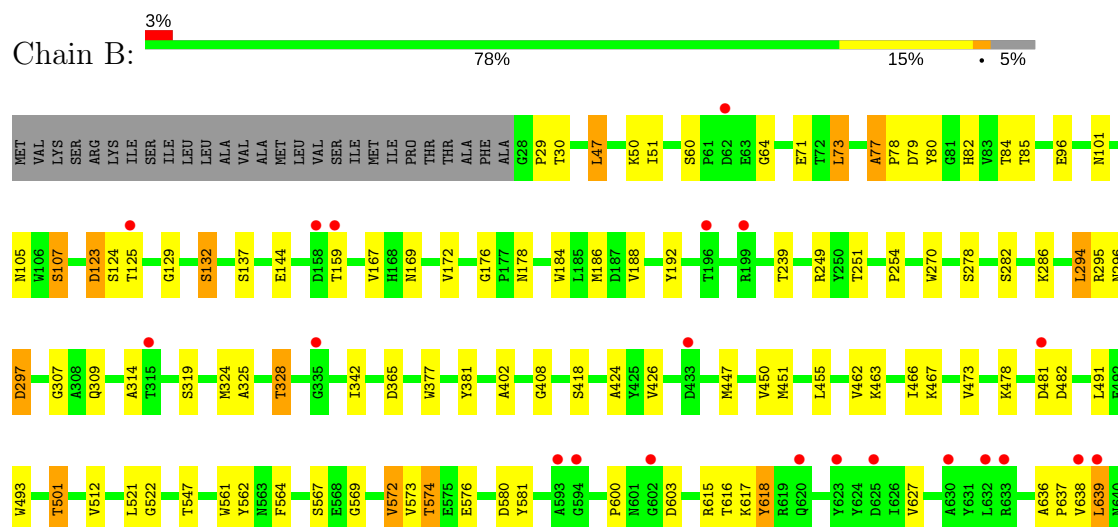 3%
Chain B:
78% 15% • 5%
MET VAL LYS SER ARG LYS ILE SER ILE LEU LEU ALA VAL ALA MET LEU VAL SER ILE MET ILE PRO THR THR ALA PHE ALA G28 P29 T30 L47 K50 I51 S60 P61 D62 E63 G64 E71 T72 L73 A77 P78 D79 Y80 G81 H82 V83 T84 T85 E96 N101
N105 W106 S107 D123 S124 T125 G129 S132 S137 E144 D158 T159 V167 H168 N169 V172 G176 P177 N178 W184 L185 M186 D187 V188 Y192 T196 R199 T239 R249 Y250 T251 P254 W270 S278 S282 K286 L294 R295 N296
D297 G307 A308 Q309 A314 T315 S319 M324 A325 T328 G335 I342 D365 W377 Y381 A402 G408 S418 A424 Y425 V426 D433 M447 V450 M451 L455 V462 K463 I466 K467 V473 K478 D481 D482 L491
W493 T501 V512 L521 G522 T547 W561 Y562 N563 F564 S567 E568 G569 V572 V573 T574 E575 E576 D580 Y581 A593 G594 P600 N601 G602 D603 R615 T616 K617 Y618 R619 Q620 Y623 Y624 D625 I626 V627 A630 Y631 L632 R633 A636 P637 V638 L639